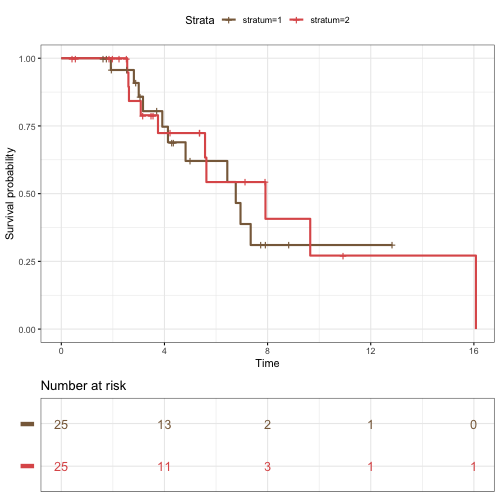 Strata stratum=1 stratum=2
Survival probability
1.00
0.75
0.50
0.25
0.00
0 4 8 12 16
Time
Number at risk
25 13 2 1 0
25 11 3 1 1